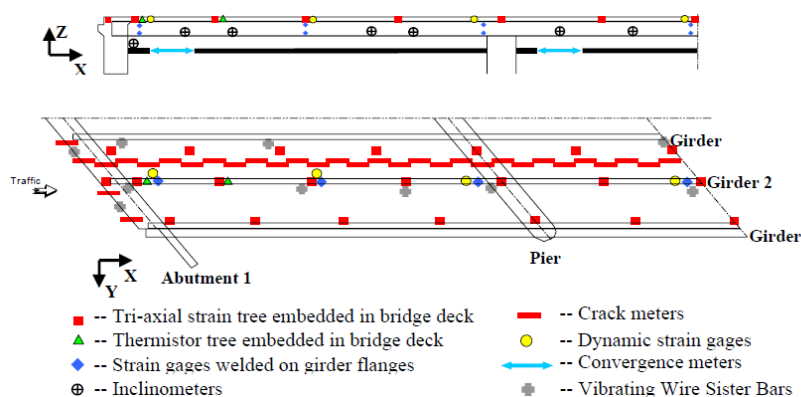 Z
X
Girder
Traffic
Girder 2
Girder
X
Y
Abutment 1
Pier
-- Tri-axial strain tree embedded in bridge deck
-- Thermistor tree embedded in bridge deck
-- Strain gages welded on girder flanges
-- Inclinometers
-- Crack meters
-- Dynamic strain gages
-- Convergence meters
-- Vibrating Wire Sister Bars